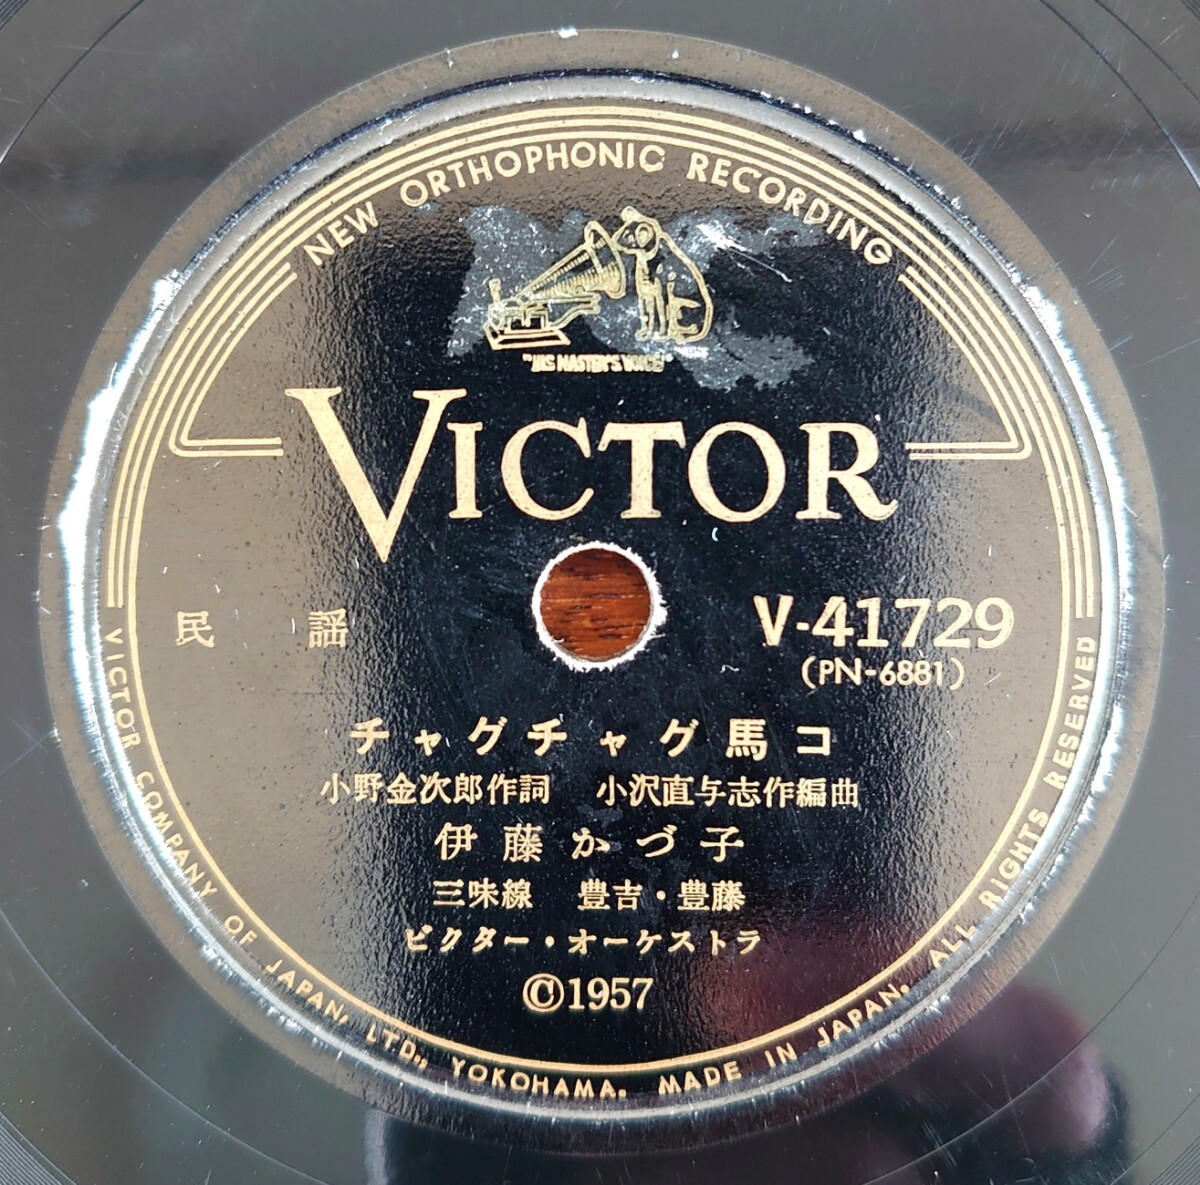 NEW ORTHOPHONIC RECORDING
"HIS MASTER'S VOICE"
VICTOR
民謡
V-41729
(PN-6881)
チャグチャグ馬コ
小野金次郎作詞 小沢直与志作編曲
伊藤かづ子
三味線 豊吉・豊藤
ビクター・オーケストラ
©1957
VICTOR COMPANY OF JAPAN, LTD., YOKOHAMA. MADE IN JAPAN. ALL RIGHTS RESERVED